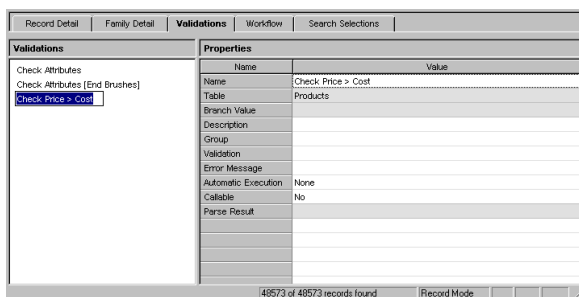 Record Detail Family Detail Validations Workflow Search Selections
Validations Properties
Check Attributes
Check Attributes [End Brushes]
Check Price > Cost
Name Value
Name Check Price > Cost
Table Products
Branch Value
Description
Group
Validation
Error Message
Automatic Execution None
Callable No
Parse Result
48573 of 48573 records found Record Mode